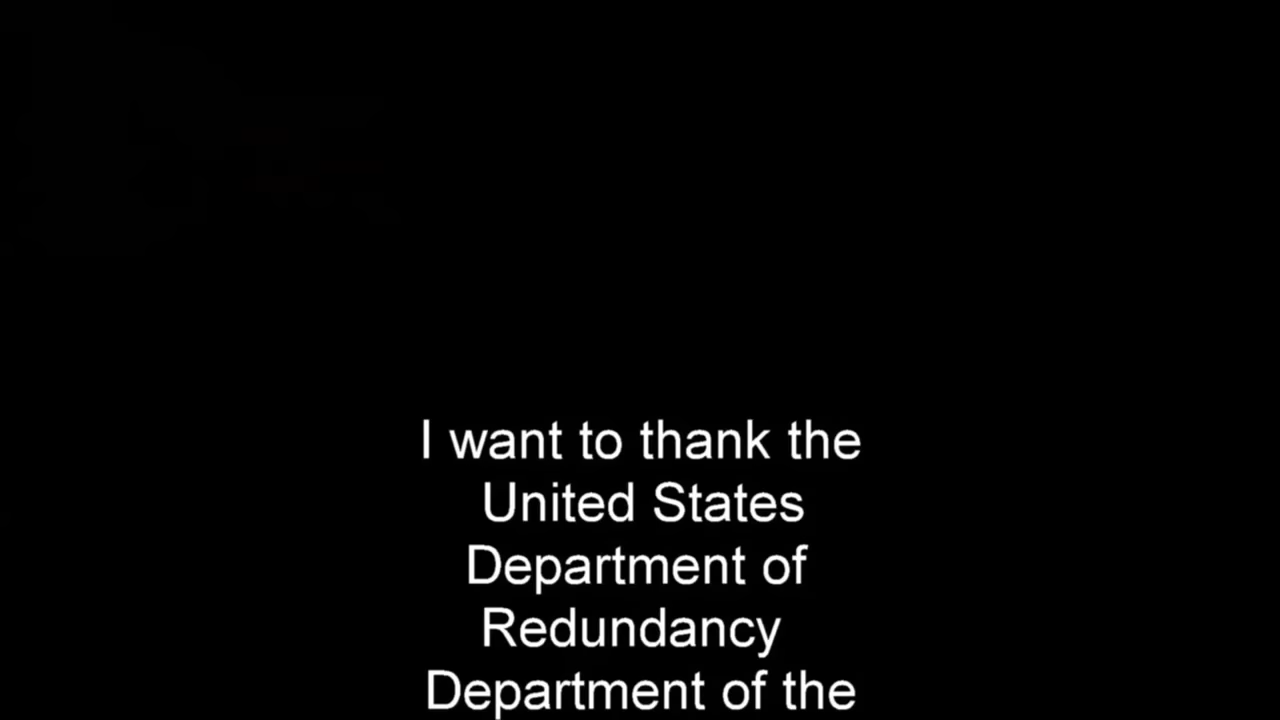 I want to thank the
United States
Department of
Redundancy
Department of the